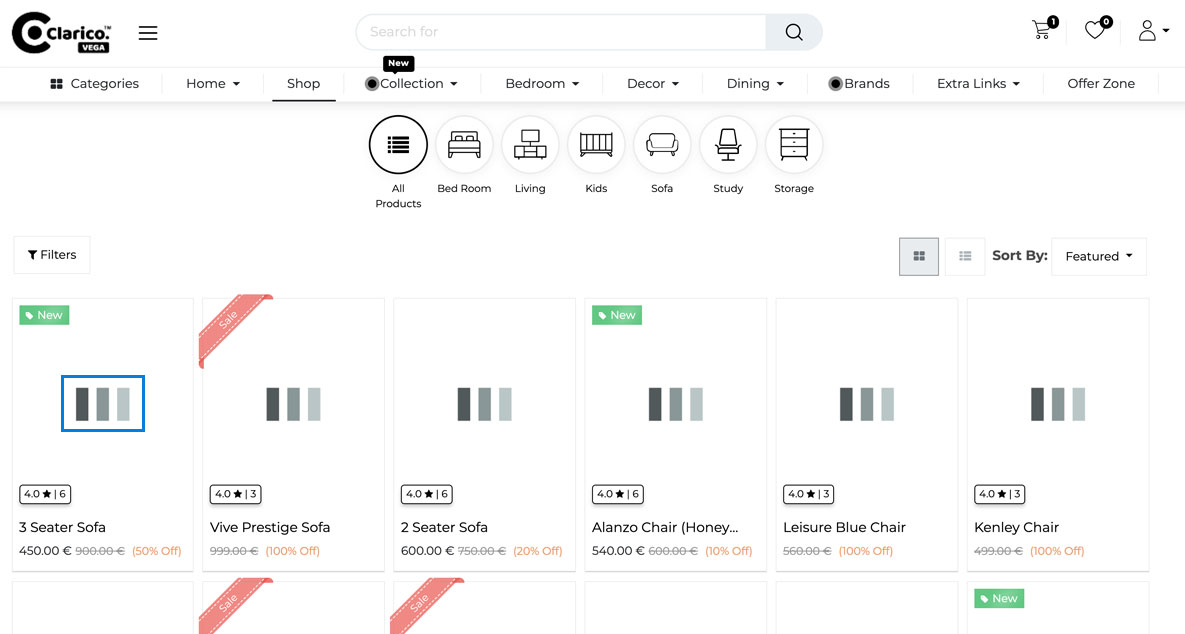 Clarico.™
VEGA
Search for
1
0
New
Categories
Home
Shop
Collection
Bedroom
Decor
Dining
Brands
Extra Links
Offer Zone
All
Products
Bed Room
Living
Kids
Sofa
Study
Storage
Filters
Sort By:
Featured
New
Sale
New
4.0 ★ | 6
4.0 ★ | 3
4.0 ★ | 6
4.0 ★ | 6
4.0 ★ | 3
4.0 ★ | 3
3 Seater Sofa
Vive Prestige Sofa
2 Seater Sofa
Alanzo Chair (Honey...
Leisure Blue Chair
Kenley Chair
450.00 € 900.00 € (50% Off)
999.00 € (100% Off)
600.00 € 750.00 € (20% Off)
540.00 € 600.00 € (10% Off)
560.00 € (100% Off)
499.00 € (100% Off)
Sale
Sale
New